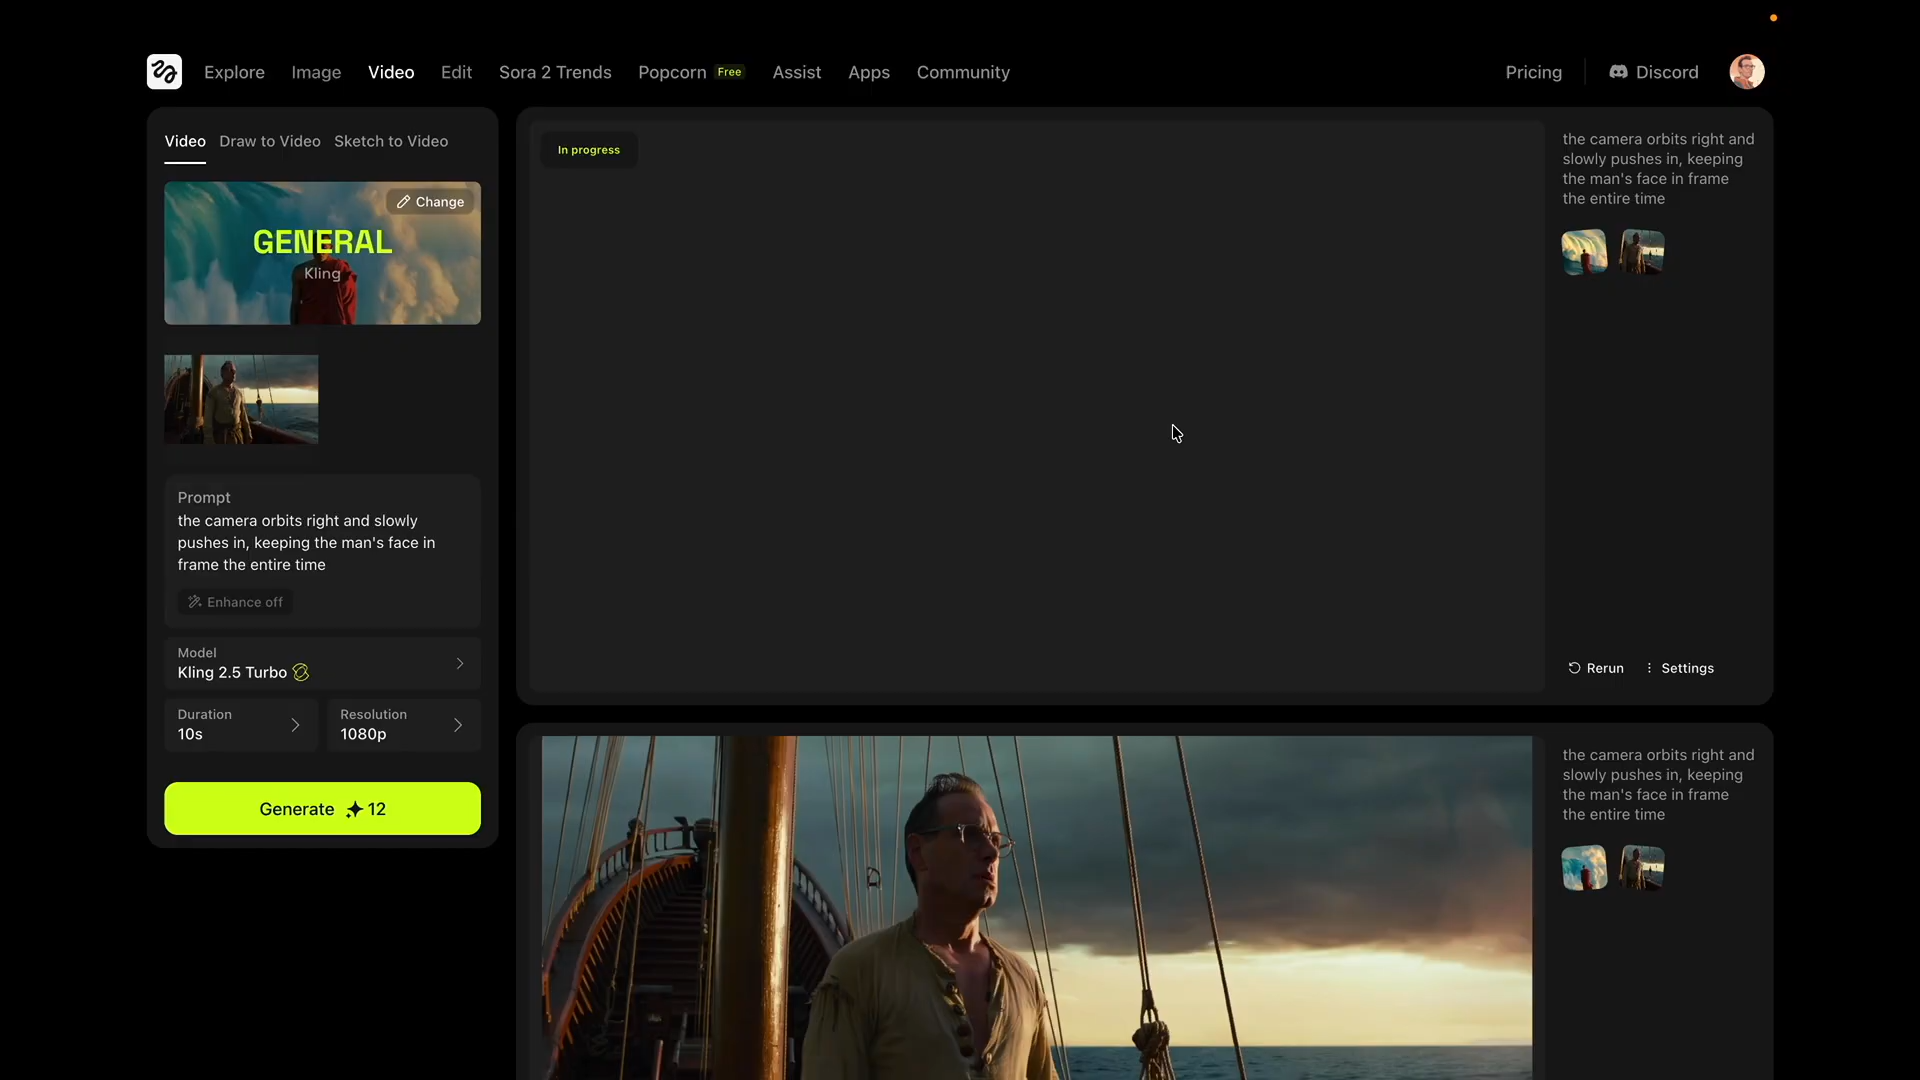 Explore Image Video Edit Sora 2 Trends Popcorn Free Assist Apps Community Pricing Discord
Video Draw to Video Sketch to Video
Change
GENERAL
Kling
Prompt
the camera orbits right and slowly
pushes in, keeping the man's face in
frame the entire time
Enhance off
Model
Kling 2.5 Turbo
Duration
10s
Resolution
1080p
Generate 12
In progress
the camera orbits right and
slowly pushes in, keeping
the man's face in frame
the entire time
Rerun Settings
the camera orbits right and
slowly pushes in, keeping
the man's face in frame
the entire time